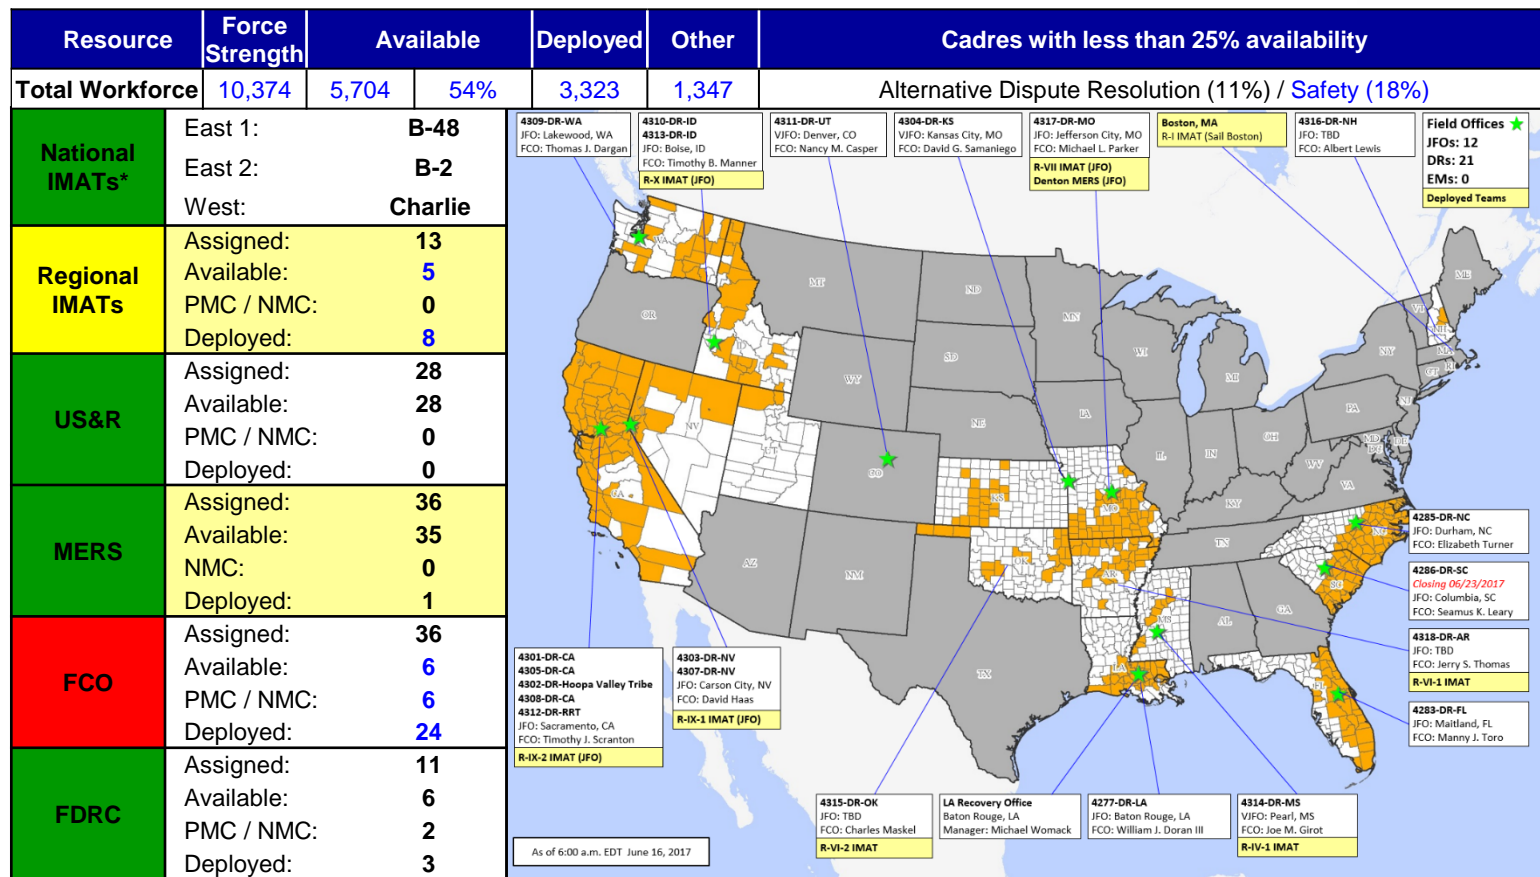 Resource Force Strength Available Deployed Other Cadres with less than 25% availability
Total Workforce 10,374 5,704 54% 3,323 1,347 Alternative Dispute Resolution (11%) / Safety (18%)
National IMATs*
East 1: B-48
East 2: B-2
West: Charlie
Regional IMATs
Assigned: 13
Available: 5
PMC / NMC: 0
Deployed: 8
US&R
Assigned: 28
Available: 28
PMC / NMC: 0
Deployed: 0
MERS
Assigned: 36
Available: 35
NMC: 0
Deployed: 1
FCO
Assigned: 36
Available: 6
PMC / NMC: 6
Deployed: 24
FDRC
Assigned: 11
Available: 6
PMC / NMC: 2
Deployed: 3
4309-DR-WA
JFO: Lakewood, WA
FCO: Thomas J. Dargan
4310-DR-ID
4313-DR-ID
JFO: Boise, ID
FCO: Timothy B. Manner
R-X IMAT (JFO)
4311-DR-UT
VJFO: Denver, CO
FCO: Nancy M. Casper
4304-DR-KS
VJFO: Kansas City, MO
FCO: David G. Samaniego
4317-DR-MO
JFO: Jefferson City, MO
FCO: Michael L. Parker
R-VII IMAT (JFO)
Denton MERS (JFO)
Boston, MA
R-I IMAT (Sail Boston)
4316-DR-NH
JFO: TBD
FCO: Albert Lewis
Field Offices
JFOs: 12
DRs: 21
EMs: 0
Deployed Teams
MT
ND
MN
OR
ID
SD
WY
WI
MI
NY
VT
NH
ME
MA
CT
RI
NV
UT
CO
NE
IA
IL
IN
OH
PA
NJ
MD
DE
DC
WV
VA
KY
CA
KS
MO
AZ
NM
OK
AR
TN
NC
SC
MS
AL
GA
TX
LA
TX
FL
4285-DR-NC
JFO: Durham, NC
FCO: Elizabeth Turner
4286-DR-SC
Closing 06/23/2017
JFO: Columbia, SC
FCO: Seamus K. Leary
4318-DR-AR
JFO: TBD
FCO: Jerry S. Thomas
R-VI-1 IMAT
4283-DR-FL
JFO: Maitland, FL
FCO: Manny J. Toro
4301-DR-CA
4305-DR-CA
4302-DR-Hoopa Valley Tribe
4308-DR-CA
4312-DR-RRT
JFO: Sacramento, CA
FCO: Timothy J. Scranton
R-IX-2 IMAT (JFO)
4303-DR-NV
4307-DR-NV
JFO: Carson City, NV
FCO: David Haas
R-IX-1 IMAT (JFO)
4315-DR-OK
JFO: TBD
FCO: Charles Maskel
R-VI-2 IMAT
LA Recovery Office
Baton Rouge, LA
Manager: Michael Womack
4277-DR-LA
JFO: Baton Rouge, LA
FCO: William J. Doran III
4314-DR-MS
VJFO: Pearl, MS
FCO: Joe M. Girot
R-IV-1 IMAT
As of 6:00 a.m. EDT June 16, 2017